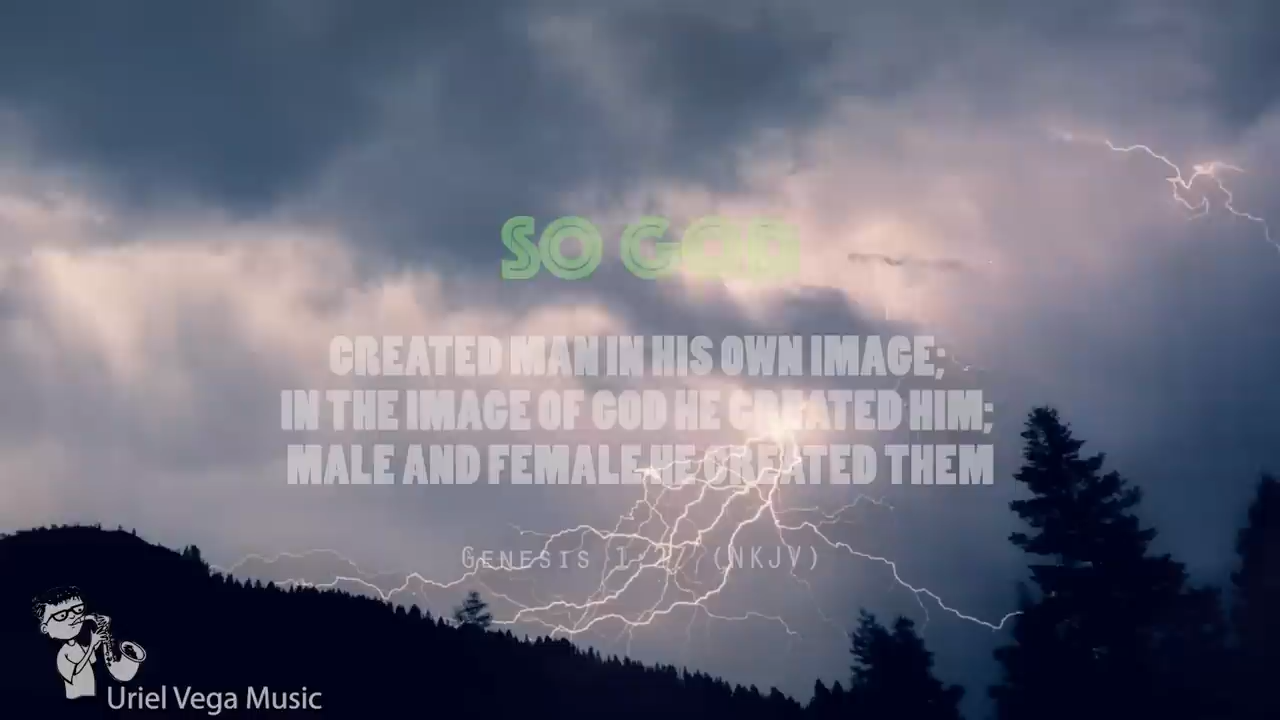 SO GOD
CREATED MAN IN HIS OWN IMAGE;
IN THE IMAGE OF GOD HE CREATED HIM;
MALE AND FEMALE HE CREATED THEM
Genesis 1 (NKJV)
Uriel Vega Music